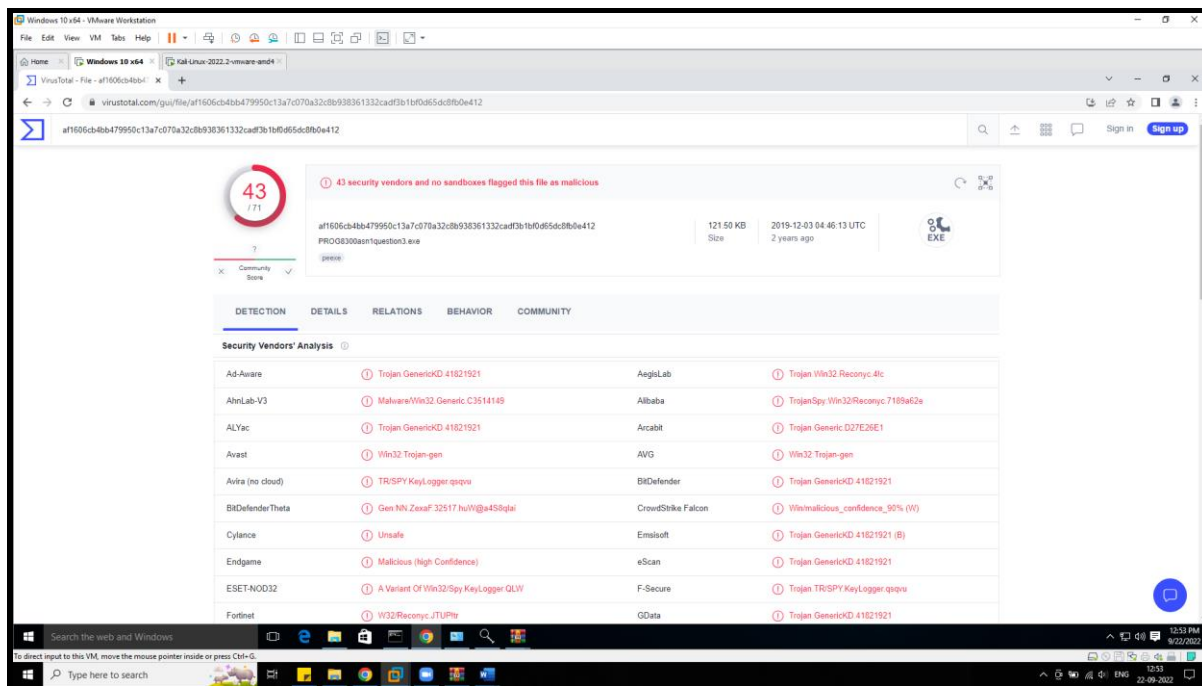 Windows 10 x64 - VMware Workstation
File Edit View VM Tabs Help
Home Windows 10 x64 Kali-Linux-2022.2-vmware-amd4
VirusTotal - File - af1606cb4bb47
virustotal.com/gui/file/af1606cb4bb479950c13a7c070a32c8b938361332cadf3b1bf0d65dc8fb0e412
af1606cb4bb479950c13a7c070a32c8b938361332cadf3b1bf0d65dc8fb0e412 Sign in Sign up
43
/ 71
43 security vendors and no sandboxes flagged this file as malicious
af1606cb4bb479950c13a7c070a32c8b938361332cadf3b1bf0d65dc8fb0e412
PROG8300asn1question3.exe
peexe
121.50 KB
Size
2019-12-03 04:46:13 UTC
2 years ago
EXE
?
Community
Score
DETECTION DETAILS RELATIONS BEHAVIOR COMMUNITY
Security Vendors' Analysis
Ad-Aware Trojan.GenericKD.41821921 AegisLab Trojan.Win32.Reconyc.4!c
AhnLab-V3 Malware/Win32.Generic.C3514149 Alibaba TrojanSpy:Win32/Reconyc.7189a62e
ALYac Trojan.GenericKD.41821921 Arcabit Trojan.Generic.D27E26E1
Avast Win32:Trojan-gen AVG Win32:Trojan-gen
Avira (no cloud) TR/SPY.KeyLogger.qsqvu BitDefender Trojan.GenericKD.41821921
BitDefenderTheta Gen:NN.ZexaF.32517.huW@a4S8qlai CrowdStrike Falcon Win/malicious_confidence_90% (W)
Cylance Unsafe Emsisoft Trojan.GenericKD.41821921 (B)
Endgame Malicious (high Confidence) eScan Trojan.GenericKD.41821921
ESET-NOD32 A Variant Of Win32/Spy.KeyLogger.QLW F-Secure Trojan.TR/SPY.KeyLogger.qsqvu
Fortinet W32/Reconyc.JTUP!tr GData Trojan.GenericKD.41821921
Search the web and Windows 12:53 PM
9/22/2022
To direct input to this VM, move the mouse pointer inside or press Ctrl+G.
Type here to search ENG 12:53
22-09-2022